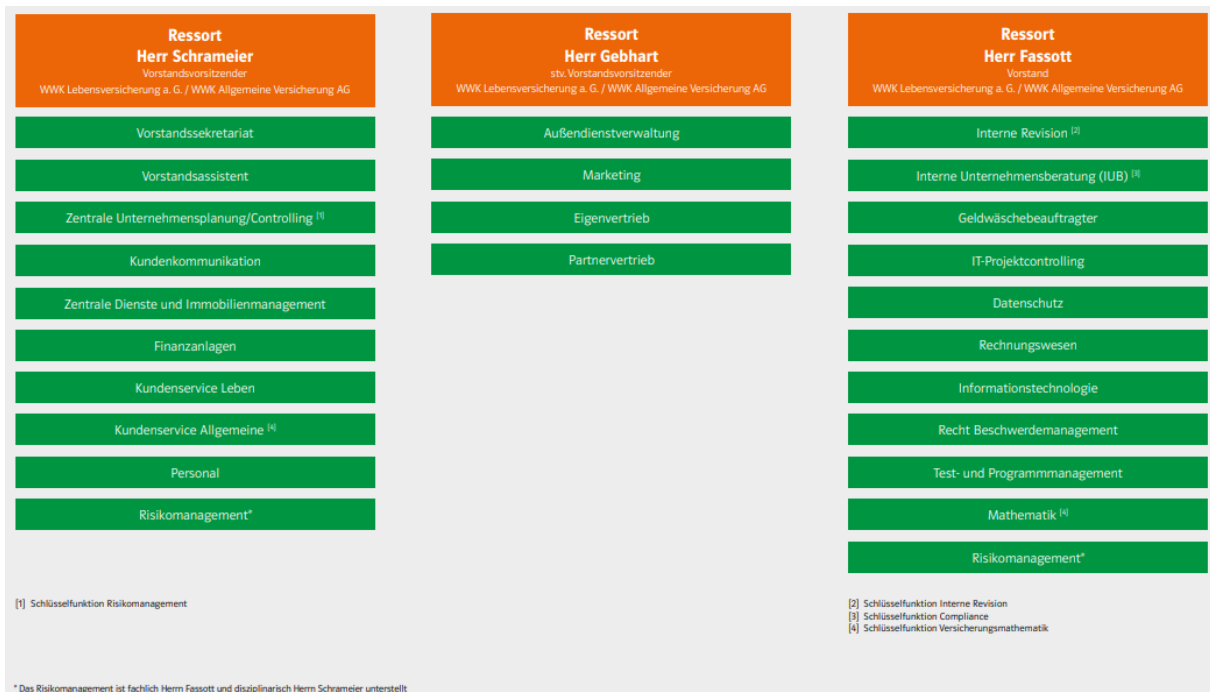 Ressort
Herr Schrameier
Vorstandsvorsitzender
WWK Lebensversicherung a. G. / WWK Allgemeine Versicherung AG
Vorstandssekretariat
Vorstandsassistent
Zentrale Unternehmensplanung/Controlling [1]
Kundenkommunikation
Zentrale Dienste und Immobilienmanagement
Finanzanlagen
Kundenservice Leben
Kundenservice Allgemeine [4]
Personal
Risikomanagement*
[1] Schlüsselfunktion Risikomanagement
Ressort
Herr Gebhart
stv. Vorstandsvorsitzender
WWK Lebensversicherung a. G. / WWK Allgemeine Versicherung AG
Außendienstverwaltung
Marketing
Eigenvertrieb
Partnervertrieb
Ressort
Herr Fassott
Vorstand
WWK Lebensversicherung a. G. / WWK Allgemeine Versicherung AG
Interne Revision [2]
Interne Unternehmensberatung (IUB) [3]
Geldwäschebeauftragter
IT-Projektcontrolling
Datenschutz
Rechnungswesen
Informationstechnologie
Recht Beschwerdemanagement
Test- und Programmmanagement
Mathematik [4]
Risikomanagement*
[2] Schlüsselfunktion Interne Revision
[3] Schlüsselfunktion Compliance
[4] Schlüsselfunktion Versicherungsmathematik
* Das Risikomanagement ist fachlich Herrn Fassott und disziplinarisch Herrn Schrameier unterstellt